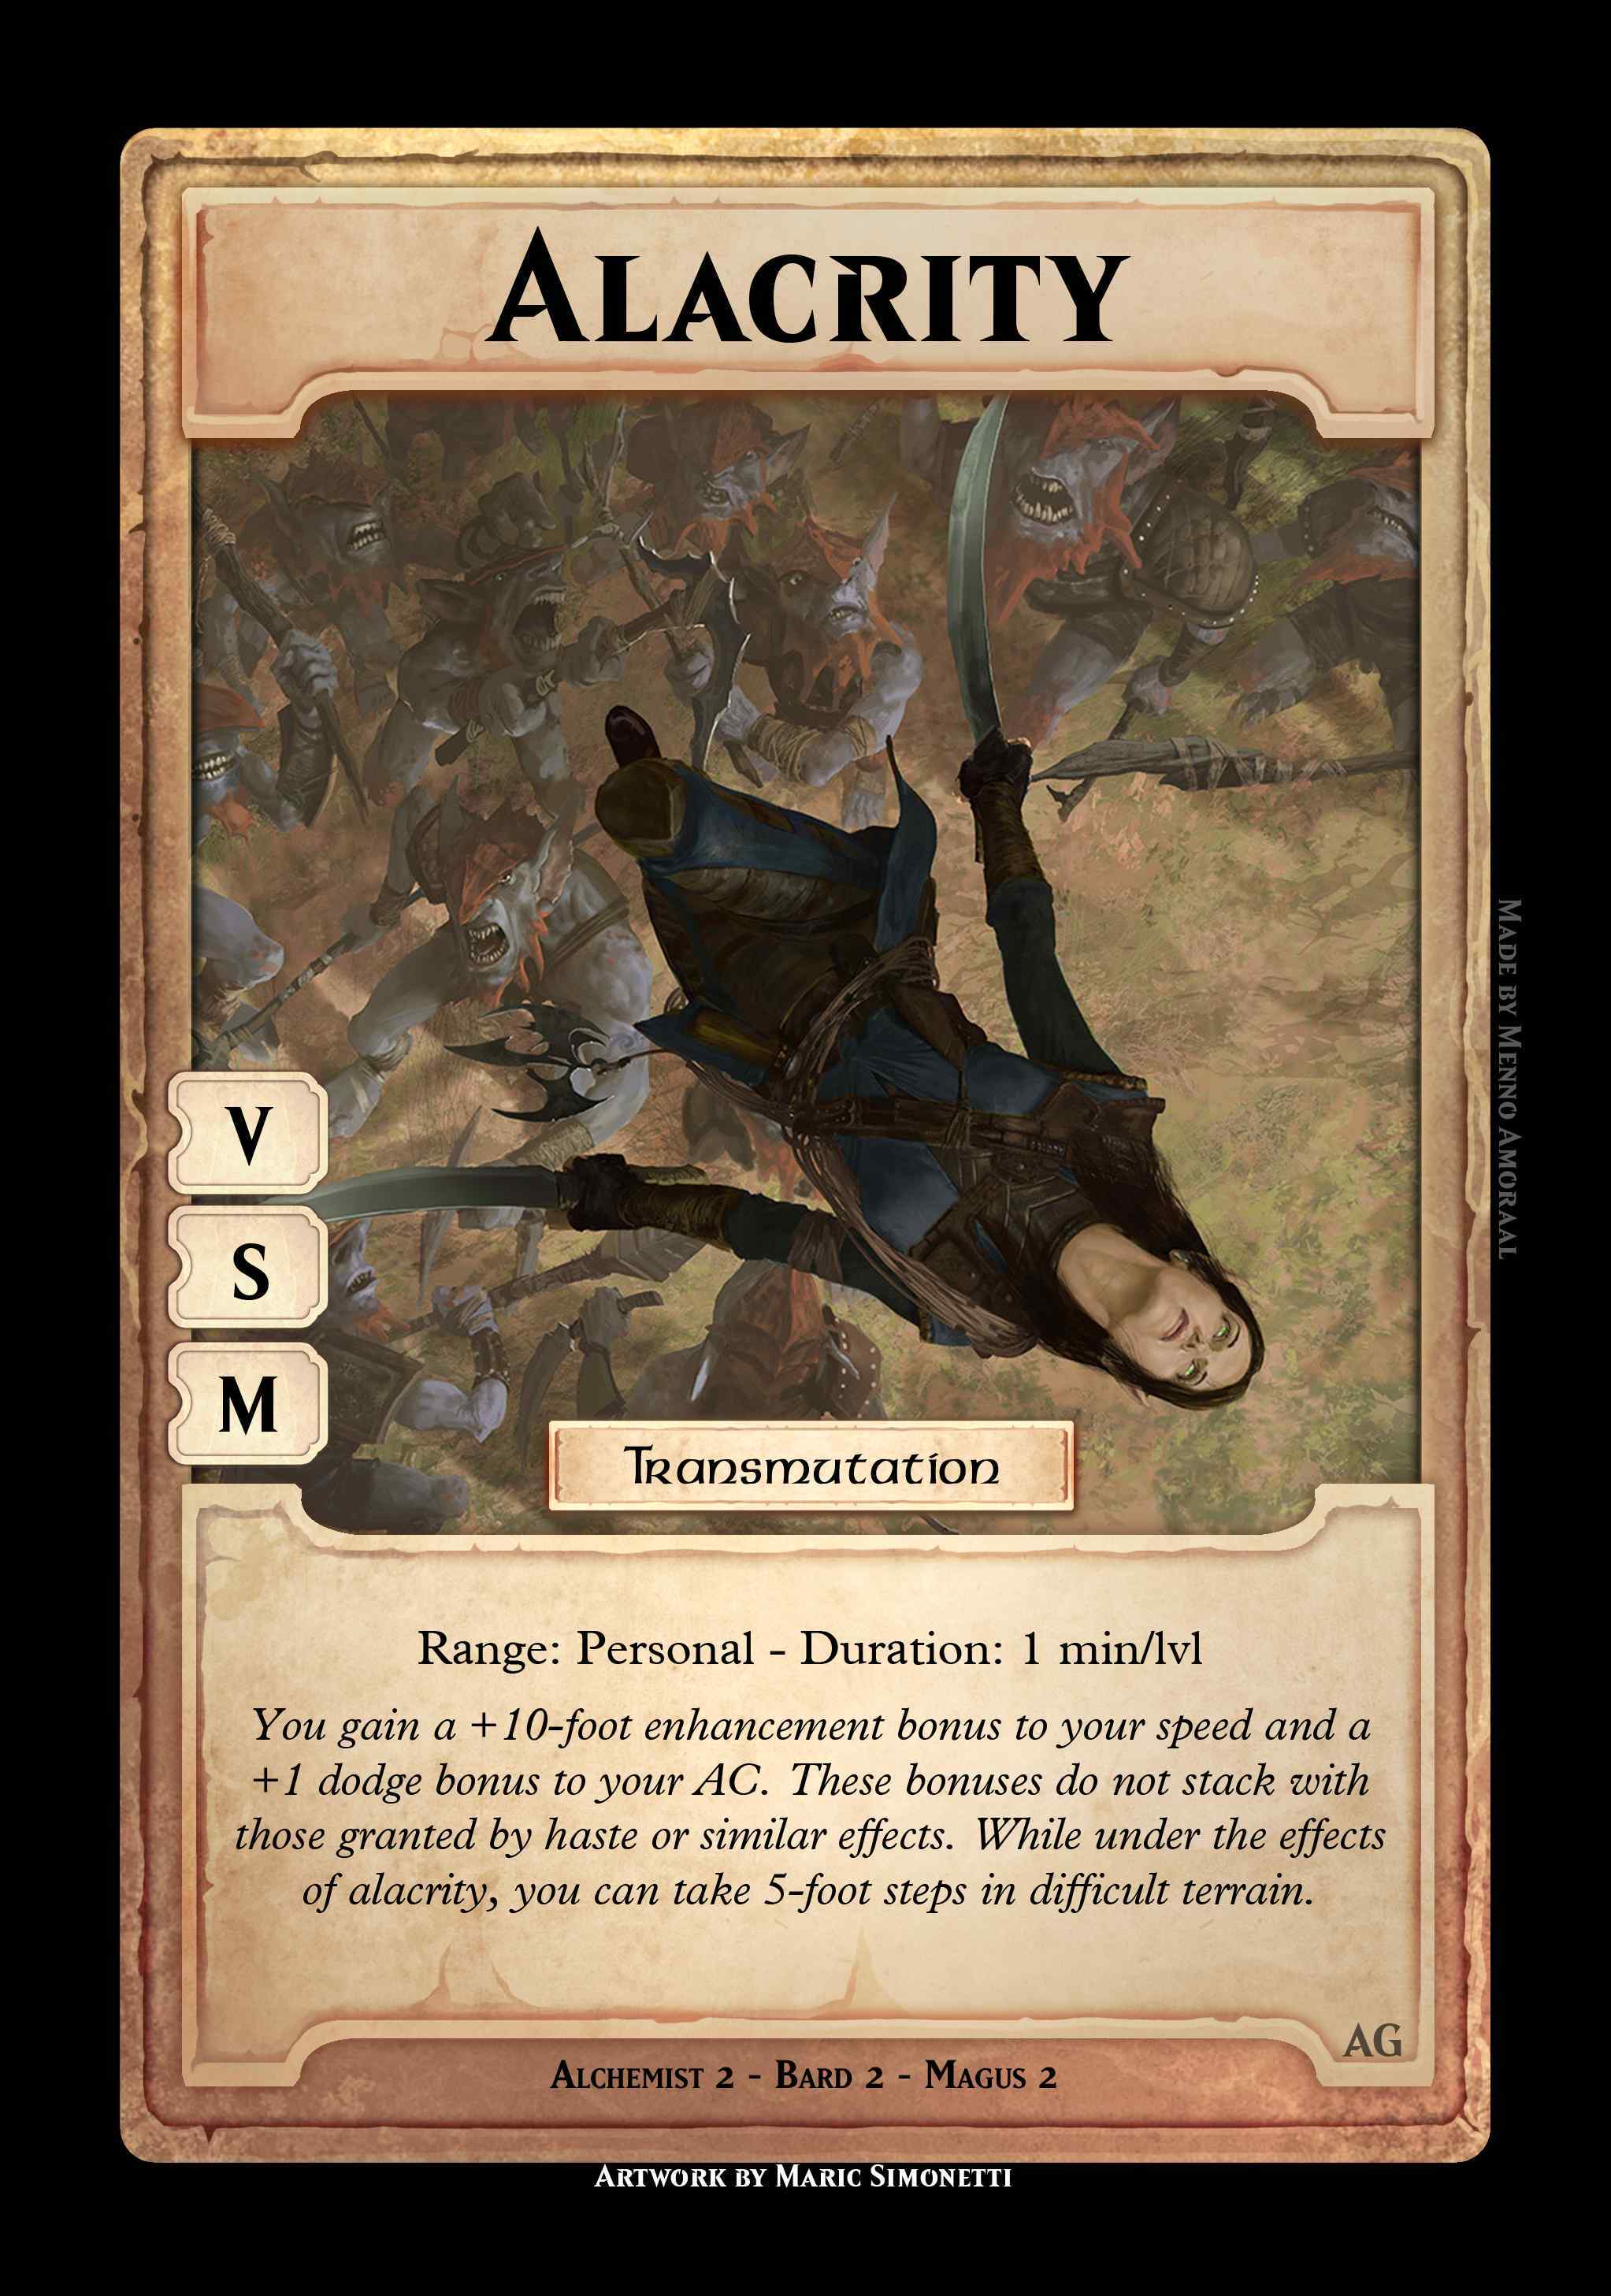 Alacrity
V
S
M
Transmutation
Range: Personal - Duration: 1 min/lvl
You gain a +10-foot enhancement bonus to your speed and a
+1 dodge bonus to your AC. These bonuses do not stack with
those granted by haste or similar effects. While under the effects
of alacrity, you can take 5-foot steps in difficult terrain.
AG
Alchemist 2 - Bard 2 - Magus 2
Artwork by Maric Simonetti
Made by Menno Amoraal